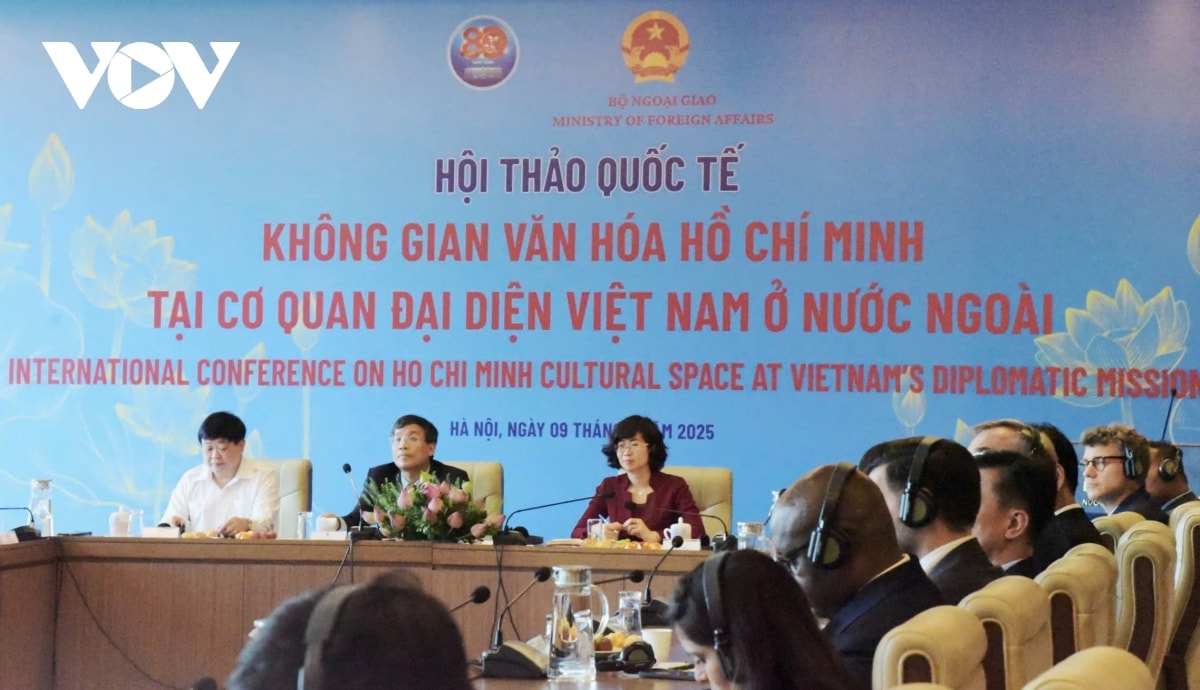 VOV
80
BỘ NGOẠI GIAO
MINISTRY OF FOREIGN AFFAIRS
HỘI THẢO QUỐC TẾ
KHÔNG GIAN VĂN HÓA HỒ CHÍ MINH
TẠI CƠ QUAN ĐẠI DIỆN VIỆT NAM Ở NƯỚC NGOÀI
INTERNATIONAL CONFERENCE ON HO CHI MINH CULTURAL SPACE AT VIETNAM'S DIPLOMATIC MISSION
HÀ NỘI, NGÀY 09 THÁN 2025